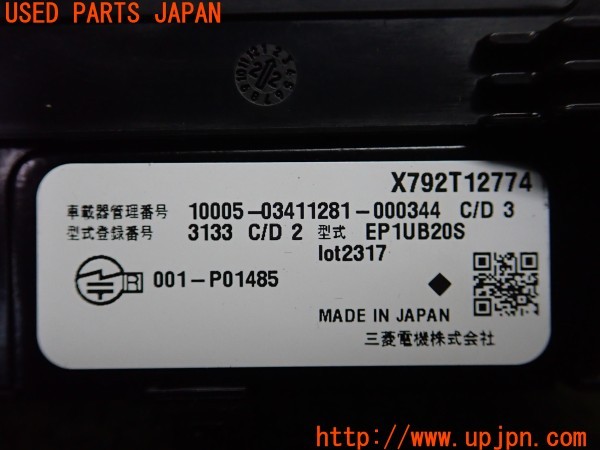 USED PARTS JAPAN
X792T12774
車載器管理番号 10005-03411281-000344 C/D 3
型式登録番号 3133 C/D 2 型式 EP1UB20S
lot2317
R 001-P01485
MADE IN JAPAN
三菱電機株式会社
http://www.upjpn.com/